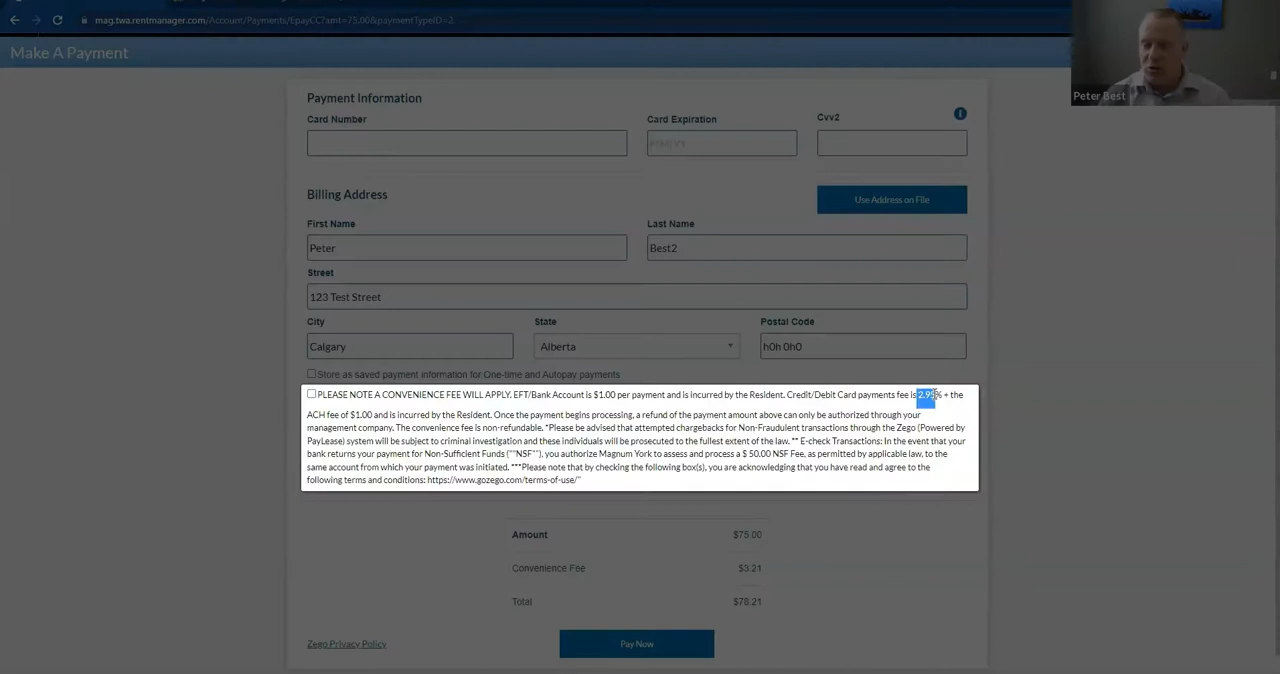 mag.twa.rentmanager.com/Account/Payments/EpayCC?amt=75.00&paymentTypeID=2
Make A Payment
Peter Best
Payment Information
Card Number
Card Expiration
Cvv2
Billing Address
Use Address on File
First Name
Last Name
Peter
Best2
Street
123 Test Street
City
State
Postal Code
Calgary
Alberta
h0h 0h0
Store as saved payment information for One-time and Autopay payments
PLEASE NOTE A CONVENIENCE FEE WILL APPLY. EFT/Bank Account is $1.00 per payment and is incurred by the Resident. Credit/Debit Card payments fee is 2.95% + the
ACH fee of $1.00 and is incurred by the Resident. Once the payment begins processing, a refund of the payment amount above can only be authorized through your
management company. The convenience fee is non-refundable. *Please be advised that attempted chargebacks for Non-Fraudulent transactions through the Zego (Powered by
PayLease) system will be subject to criminal investigation and these individuals will be prosecuted to the fullest extent of the law. ** E-check Transactions: In the event that your
bank returns your payment for Non-Sufficient Funds (""NSF""), you authorize Magnum York to assess and process a $ 50.00 NSF Fee, as permitted by applicable law, to the
same account from which your payment was initiated. ***Please note that by checking the following box(s), you are acknowledging that you have read and agree to the
following terms and conditions: https://www.gozego.com/terms-of-use/"
Amount
$75.00
Convenience Fee
$3.21
Total
$78.21
Zego Privacy Policy
Pay Now